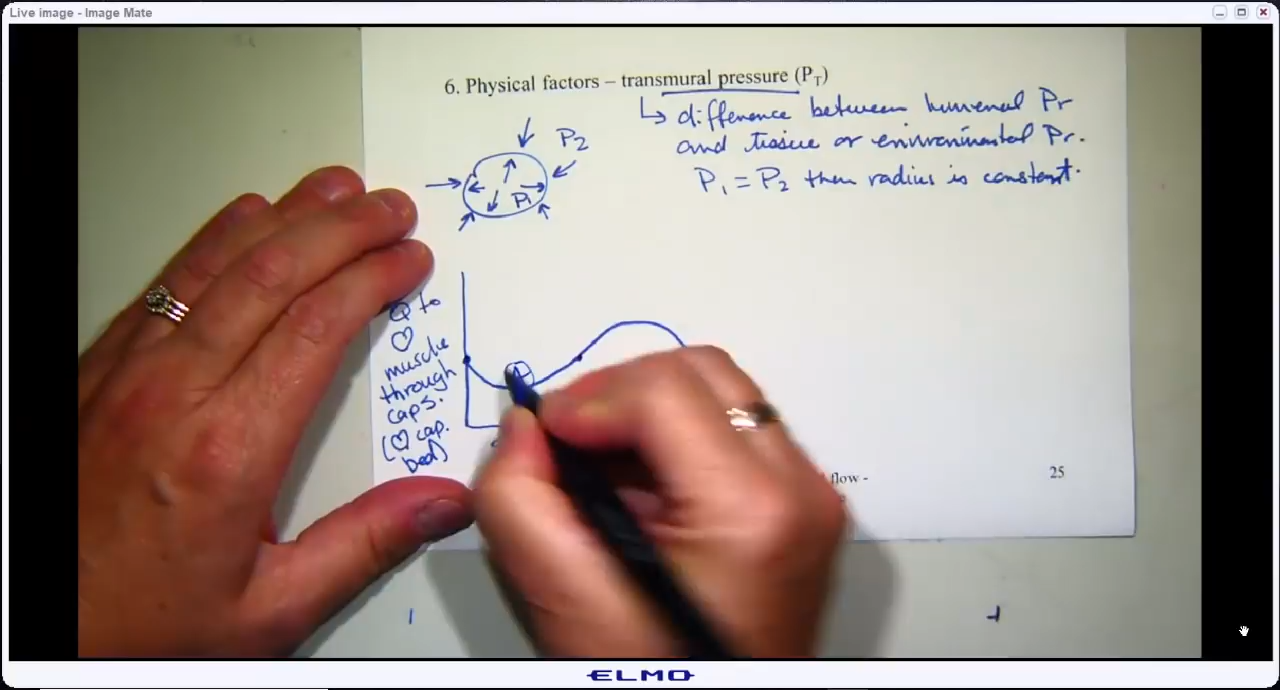 Live image - Image Mate
6. Physical factors – transmural pressure (PT)
↳ difference between lumenal Pr
and tissue or environmental Pr.
P1 = P2 then radius is constant.
P2
P1
Q to
♡
muscle
through
caps.
(♡ cap.
bed)
flow -
25
ELMO